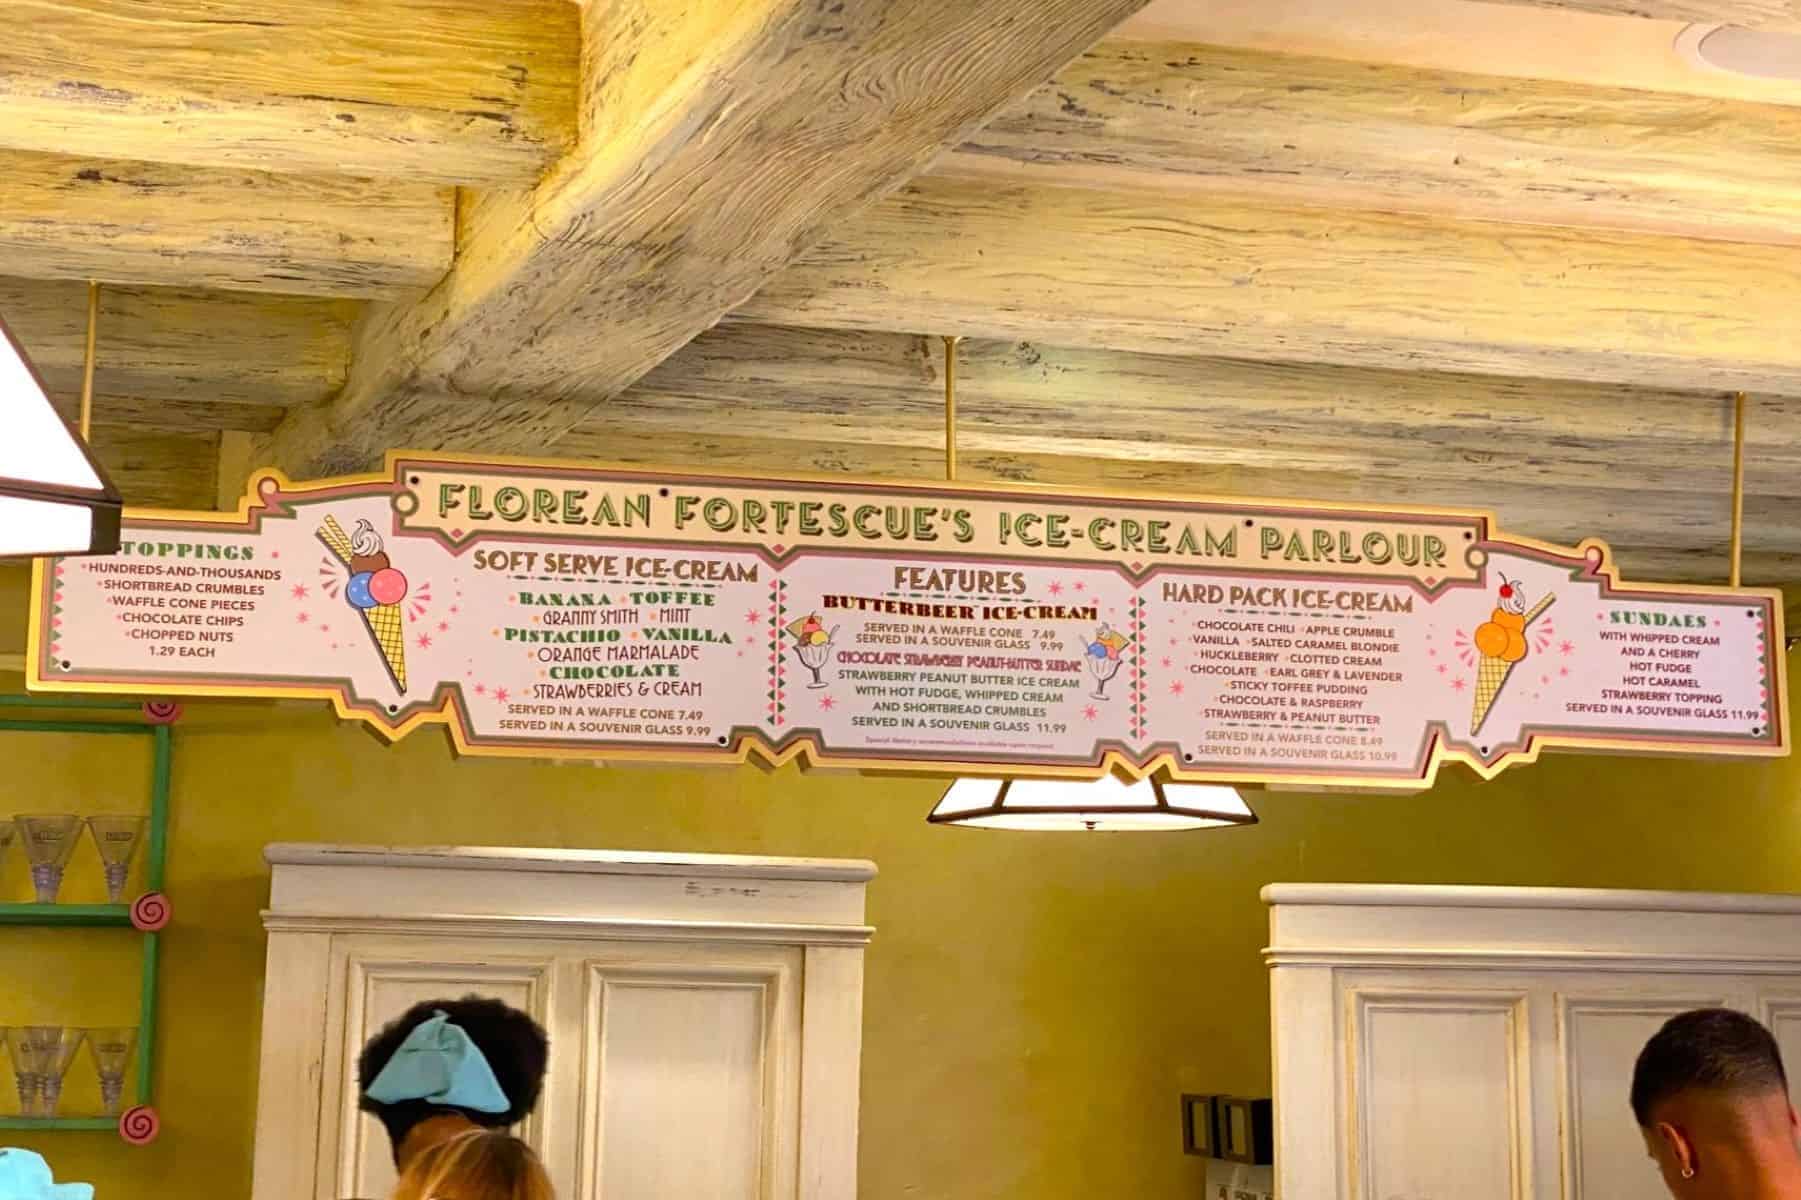 FLOREAN FORTESCUE'S ICE-CREAM PARLOUR
TOPPINGS
HUNDREDS-AND-THOUSANDS
SHORTBREAD CRUMBLES
WAFFLE CONE PIECES
CHOCOLATE CHIPS
CHOPPED NUTS
1.29 EACH
SOFT SERVE ICE-CREAM
BANANA TOFFEE
GRANNY SMITH MINT
PISTACHIO VANILLA
ORANGE MARMALADE
CHOCOLATE
STRAWBERRIES & CREAM
SERVED IN A WAFFLE CONE 7.49
SERVED IN A SOUVENIR GLASS 9.99
FEATURES
BUTTERBEER™ ICE-CREAM
SERVED IN A WAFFLE CONE 7.49
SERVED IN A SOUVENIR GLASS 9.99
CHOCOLATE STRAWBERRY PEANUT-BUTTER SUNDAE
STRAWBERRY PEANUT BUTTER ICE CREAM
WITH HOT FUDGE, WHIPPED CREAM
AND SHORTBREAD CRUMBLES
SERVED IN A SOUVENIR GLASS 11.99
Special dietary accommodations available upon request
HARD PACK ICE-CREAM
CHOCOLATE CHILI APPLE CRUMBLE
VANILLA SALTED CARAMEL BLONDIE
HUCKLEBERRY CLOTTED CREAM
CHOCOLATE EARL GREY & LAVENDER
STICKY TOFFEE PUDDING
CHOCOLATE & RASPBERRY
STRAWBERRY & PEANUT BUTTER
SERVED IN A WAFFLE CONE 8.49
SERVED IN A SOUVENIR GLASS 10.99
SUNDAES
WITH WHIPPED CREAM
AND A CHERRY
HOT FUDGE
HOT CARAMEL
STRAWBERRY TOPPING
SERVED IN A SOUVENIR GLASS 11.99